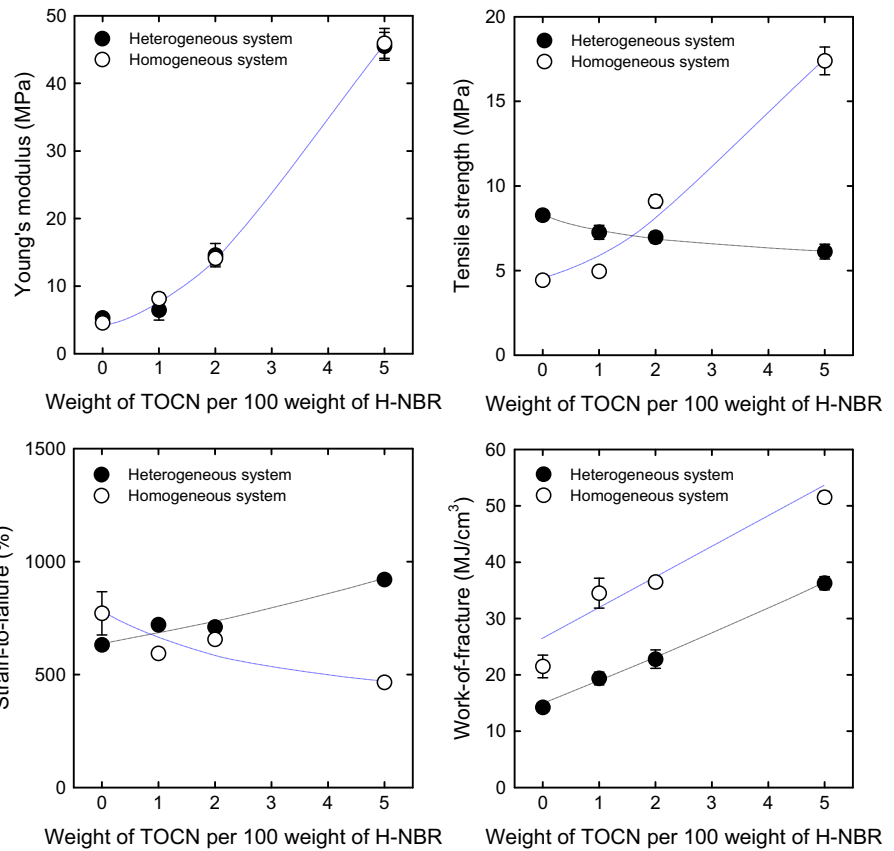 Young's modulus (MPa)
50
40
30
20
10
0
Heterogeneous system
Homogeneous system
0 1 2 3 4 5
Weight of TOCN per 100 weight of H-NBR
Tensile strength (MPa)
20
15
10
5
0
Heterogeneous system
Homogeneous system
0 1 2 3 4 5
Weight of TOCN per 100 weight of H-NBR
Strain-to-failure (%)
1500
1000
500
0
Heterogeneous system
Homogeneous system
0 1 2 3 4 5
Weight of TOCN per 100 weight of H-NBR
Work-of-fracture (MJ/cm³)
60
50
40
30
20
10
0
Heterogeneous system
Homogeneous system
0 1 2 3 4 5
Weight of TOCN per 100 weight of H-NBR